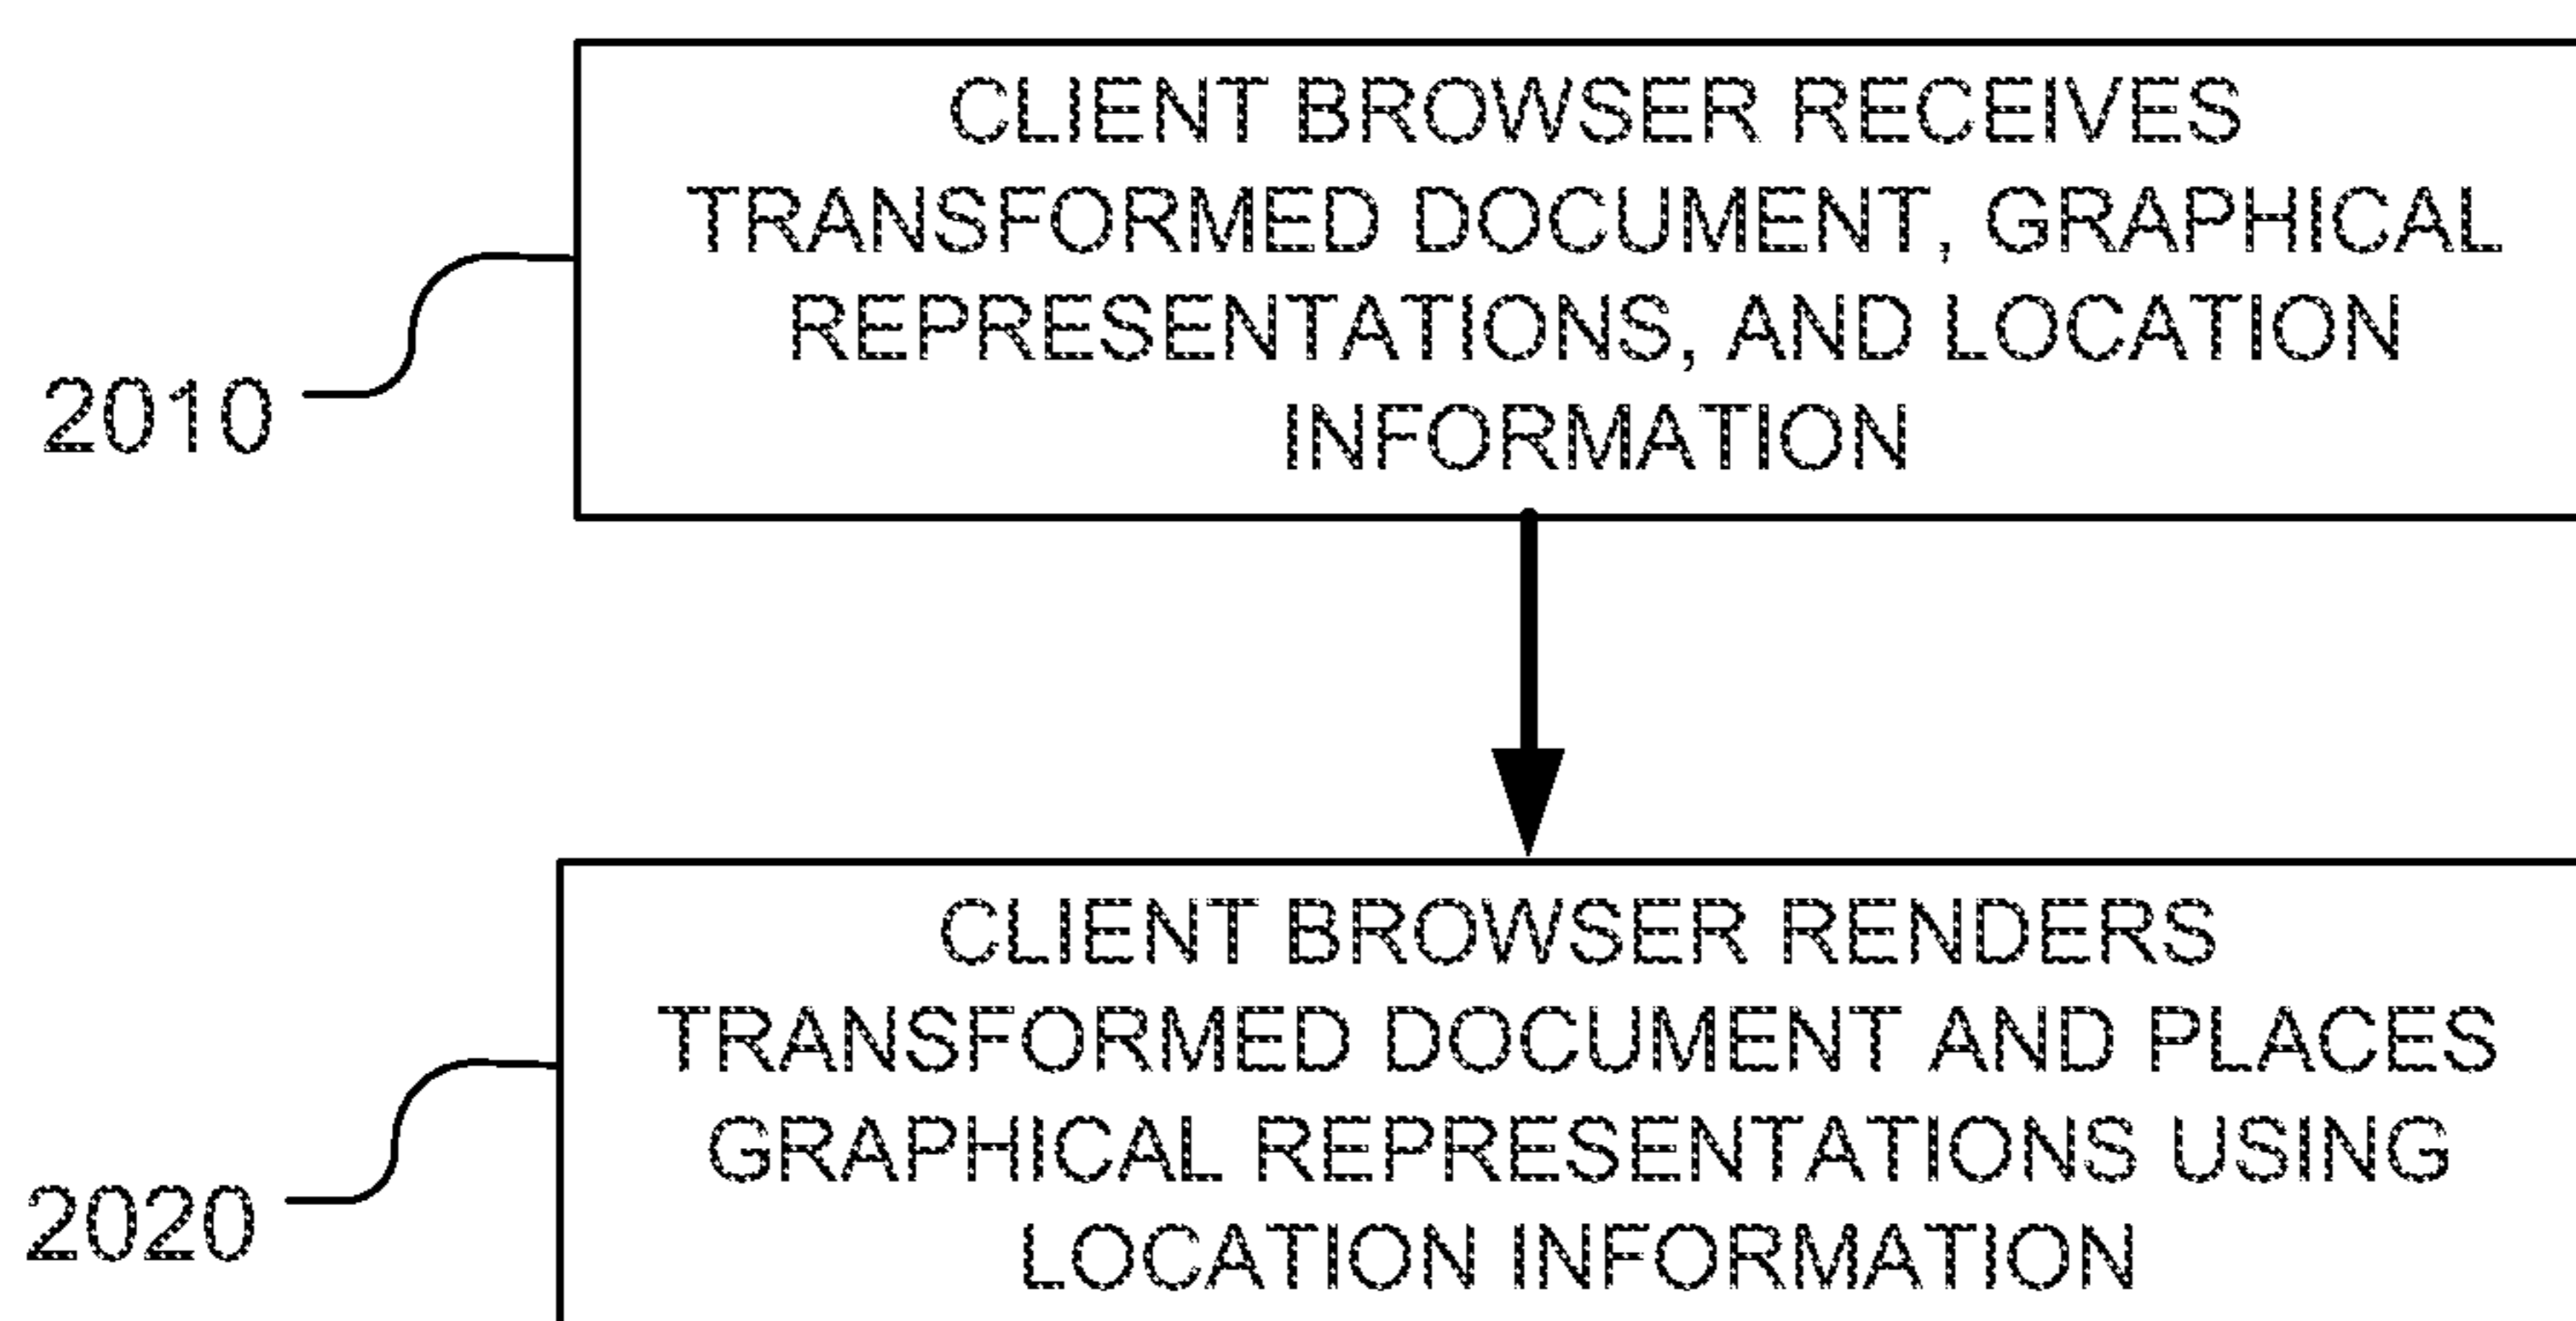 CLIENT BROWSER RECEIVES
TRANSFORMED DOCUMENT, GRAPHICAL
REPRESENTATIONS, AND LOCATION
INFORMATION
2010
CLIENT BROWSER RENDERS
TRANSFORMED DOCUMENT AND PLACES
GRAPHICAL REPRESENTATIONS USING
LOCATION INFORMATION
2020